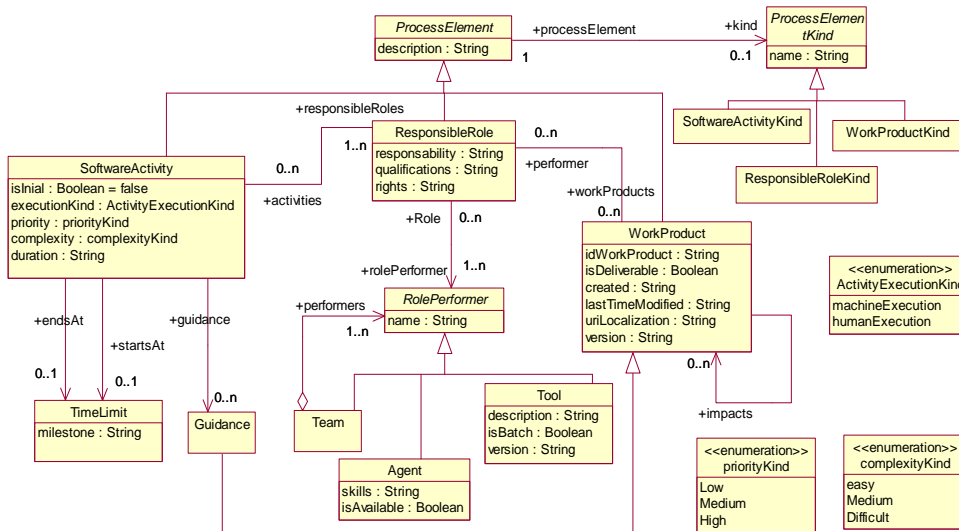 ProcessElement
description : String
+processElement
1
+kind
0..1
ProcessElemen
tKind
name : String
SoftwareActivityKind
WorkProductKind
ResponsibleRoleKind
+responsibleRoles
1..n
0..n
+activities
SoftwareActivity
isInial : Boolean = false
executionKind : ActivityExecutionKind
priority : priorityKind
complexity : complexityKind
duration : String
ResponsibleRole
responsability : String
qualifications : String
rights : String
0..n
+performer
+workProducts
0..n
WorkProduct
idWorkProduct : String
isDeliverable : Boolean
created : String
lastTimeModified : String
uriLocalization : String
version : String
+Role
0..n
1..n
+rolePerformer
RolePerformer
name : String
+performers
1..n
<<enumeration>>
ActivityExecutionKind
machineExecution
humanExecution
+endsAt
+startsAt
+guidance
0..1
0..1
0..n
0..n
+impacts
TimeLimit
milestone : String
Guidance
Team
Tool
description : String
isBatch : Boolean
version : String
Agent
skills : String
isAvailable : Boolean
<<enumeration>>
priorityKind
Low
Medium
High
<<enumeration>>
complexityKind
easy
Medium
Difficult